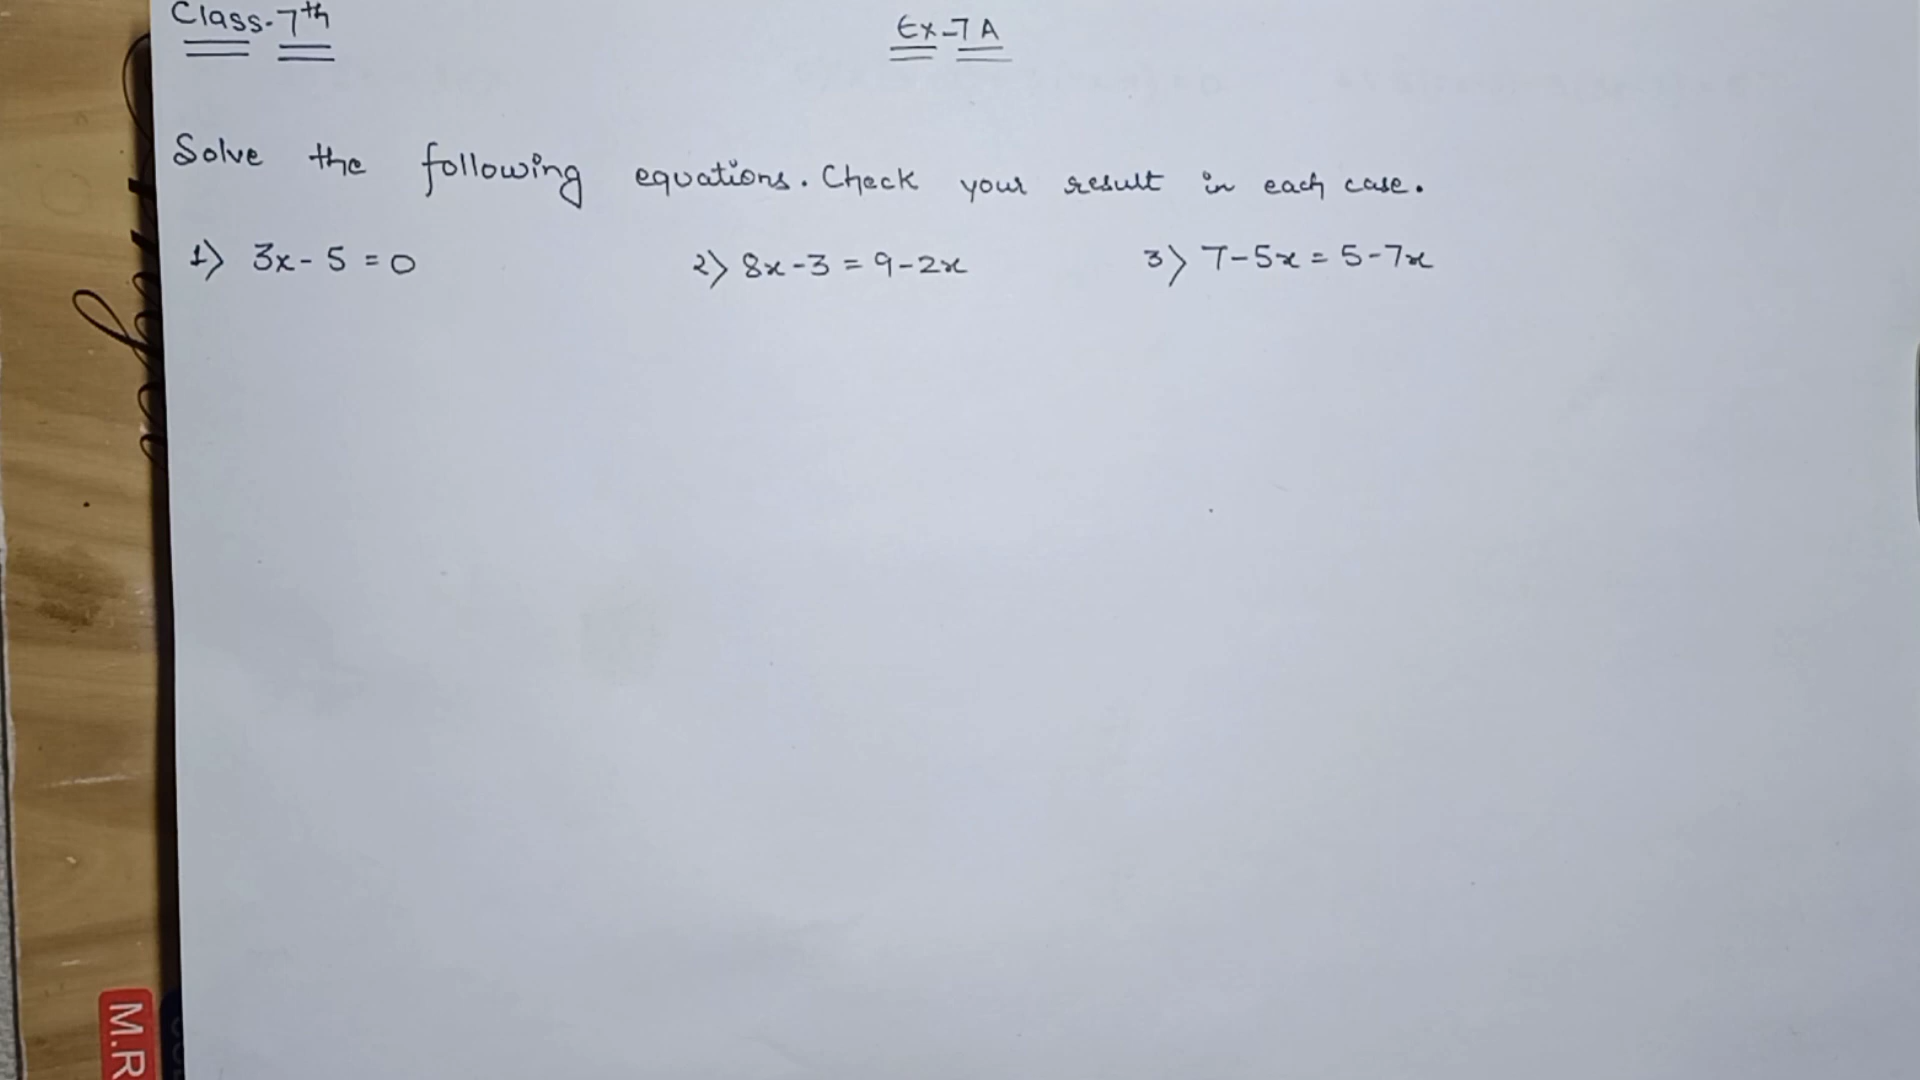 Class-7th
Ex-7A
Solve the following equations. Check your result in each case.
1) 3x-5=0
2) 8x-3=9-2x
3) 7-5x=5-7x
M.R